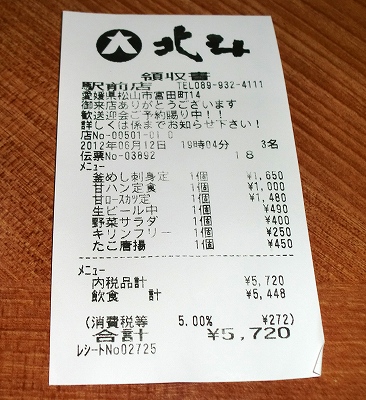 大 北斗
領収書
駅前店 TEL089-932-4111
愛媛県松山市富田町14
御来店ありがとうございます
歓送迎会ご予約賜り中！！
詳しくは係までお知らせ下さい！
店No-00501-01 C
2012年06月12日 19時04分 3名
伝票No-03892 18
メニュー
釜めし刺身定 1個 ¥1,650
甘ハン定食 1個 ¥1,000
甘ロースカツ定 1個 ¥1,480
生ビール中 1個 ¥490
野菜サラダ 1個 ¥400
キリンフリー 1個 ¥250
たこ唐揚 1個 ¥450
メニュー
内税品計 ¥5,720
飲食 計 ¥5,448
(消費税等 5.00% ¥272)
合計 ¥5,720
レシートNo02725